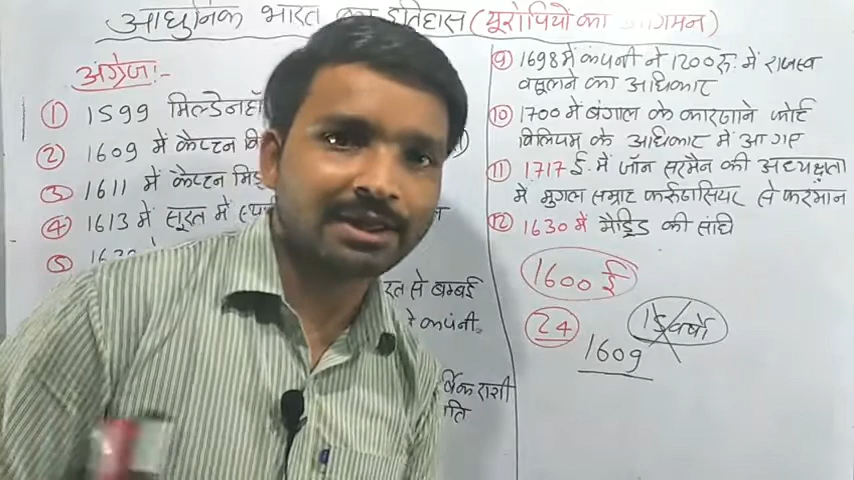 आधुनिक भारत का इतिहास (यूरोपियों का आगमन)
अंग्रेज:-
① 1599 मिल्डेनहॉ
② 1609 में कैप्टन वि
③ 1611 में कैप्टन मिड
④ 1613 में सूरत में
⑤ 1630
रत से बम्बई
कंपनी
र्षिक राशी
ति
⑨ 1698 में कंपनी ने 1200 रु. में राजस्व
वसूलने का अधिकार
⑩ 1700 में बंगाल के कारखाने फोर्ट
विलियम के अधिकार में आ गए
⑪ 1717 ई. में जॉन सरमैन की अध्यक्षता
में मुगल सम्राट फर्रुखसियर से फरमान
⑫ 1630 में मैड्रिड की संधि
1600 ई
24
15 वर्षो
1609